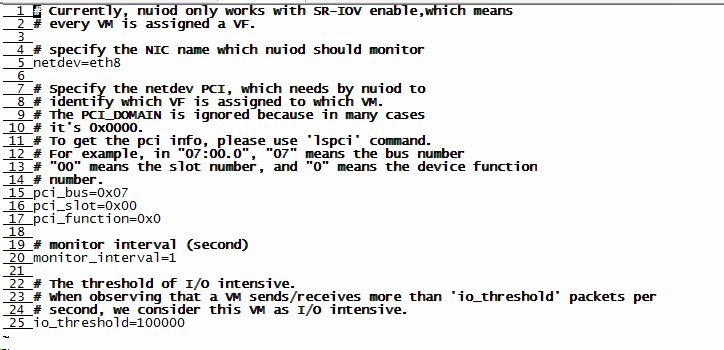 1 # Currently, nuiod only works with SR-IOV enable,which means
2 # every VM is assigned a VF.
3
4 # specify the NIC name which nuiod should monitor
5 netdev=eth8
6
7 # Specify the netdev PCI, which needs by nuiod to
8 # identify which VF is assigned to which VM.
9 # The PCI_DOMAIN is ignored because in many cases
10 # it's 0x0000.
11 # To get the pci info, please use 'lspci' command.
12 # For example, in "07:00.0", "07" means the bus number
13 # "00" means the slot number, and "0" means the device function
14 # number.
15 pci_bus=0x07
16 pci_slot=0x00
17 pci_function=0x0
18
19 # monitor interval (second)
20 monitor_interval=1
21
22 # The threshold of I/O intensive.
23 # When observing that a VM sends/receives more than 'io_threshold' packets per
24 # second, we consider this VM as I/O intensive.
25 io_threshold=100000
~
~